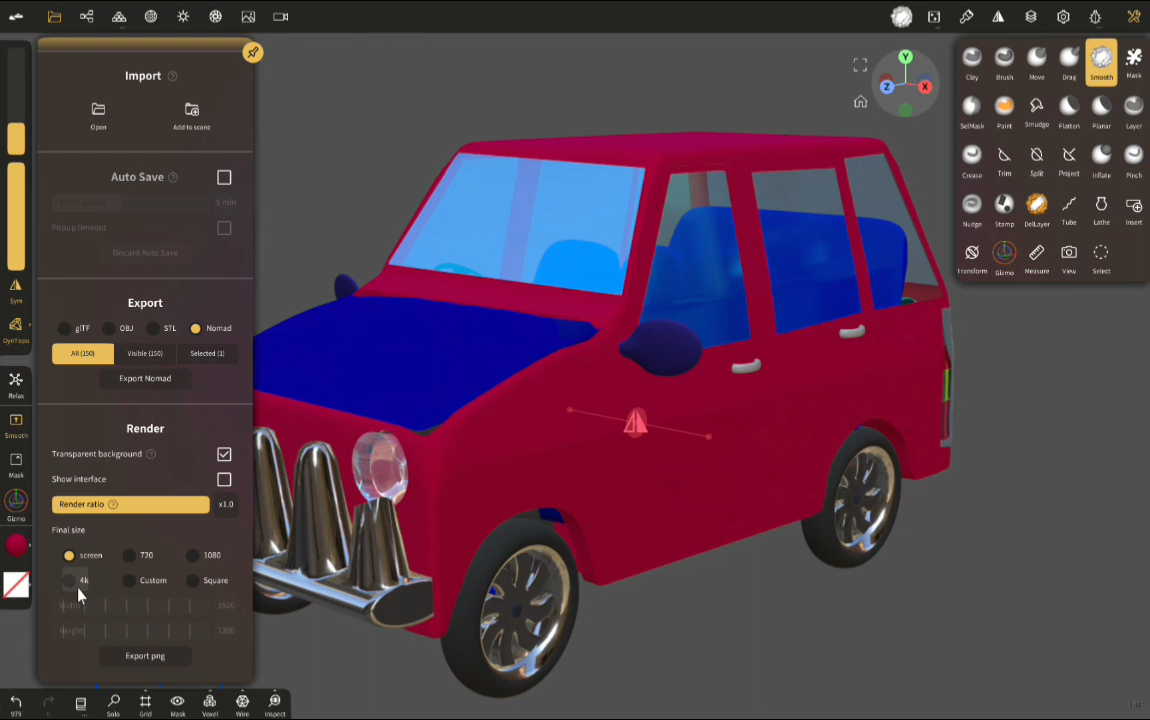 Import ?
Open
Add to scene
Auto Save ?
5 min
Popup timeout
Discard Auto Save
Export
glTF OBJ STL Nomad
All (150) Visible (150) Selected (1)
Export Nomad
Render
Transparent background ?
Show interface
Render ratio ? x1.0
Final size
screen 720 1080
4k Custom Square
Width 1920
Height 1200
Export png
Sym
DynTopo
Relax
Smooth
Mask
Gizmo
979 0 ... Solo Grid Mask Voxel Wire Inspect
Y
Z X
Clay Brush Move Drag Smooth Mask
SelMask Paint Smudge Flatten Planar Layer
Crease Trim Split Project Inflate Pinch
Nudge Stamp DelLayer Tube Lathe Insert
Transform Gizmo Measure View Select